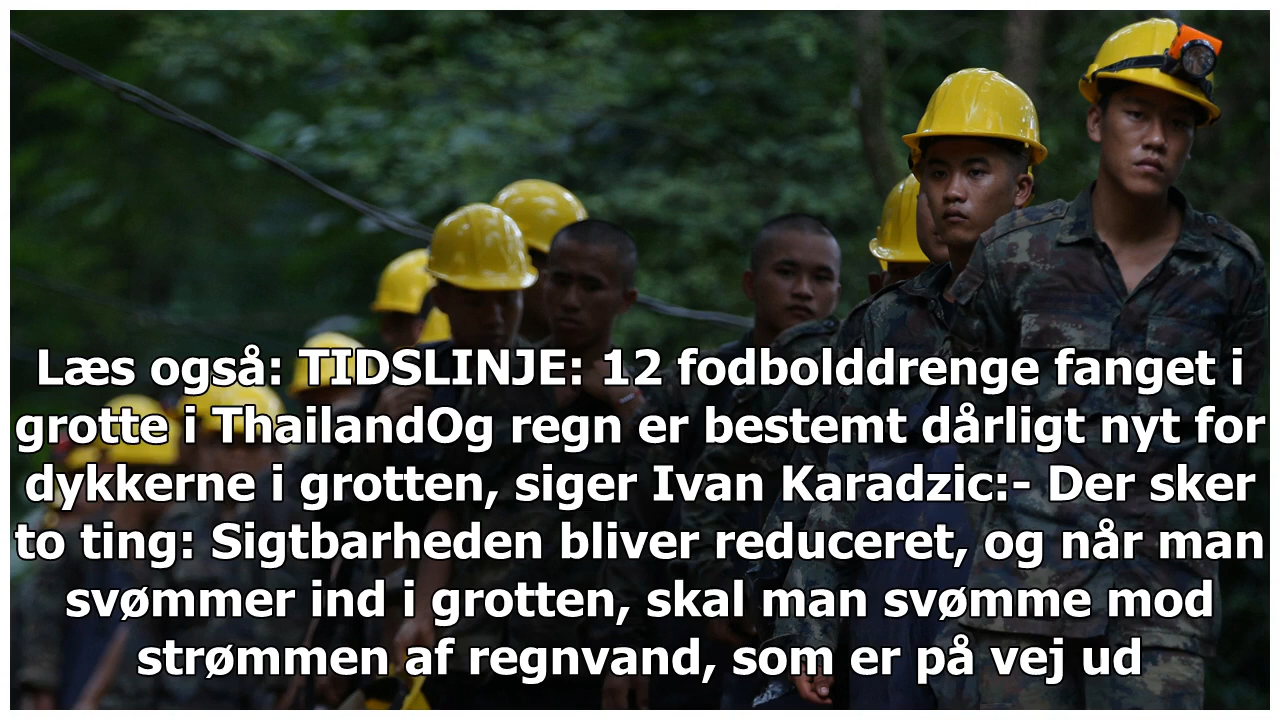 Læs også: TIDSLINJE: 12 fodbolddrenge fanget i
grotte i ThailandOg regn er bestemt dårligt nyt for
dykkerne i grotten, siger Ivan Karadzic:- Der sker
to ting: Sigtbarheden bliver reduceret, og når man
svømmer ind i grotten, skal man svømme mod
strømmen af regnvand, som er på vej ud